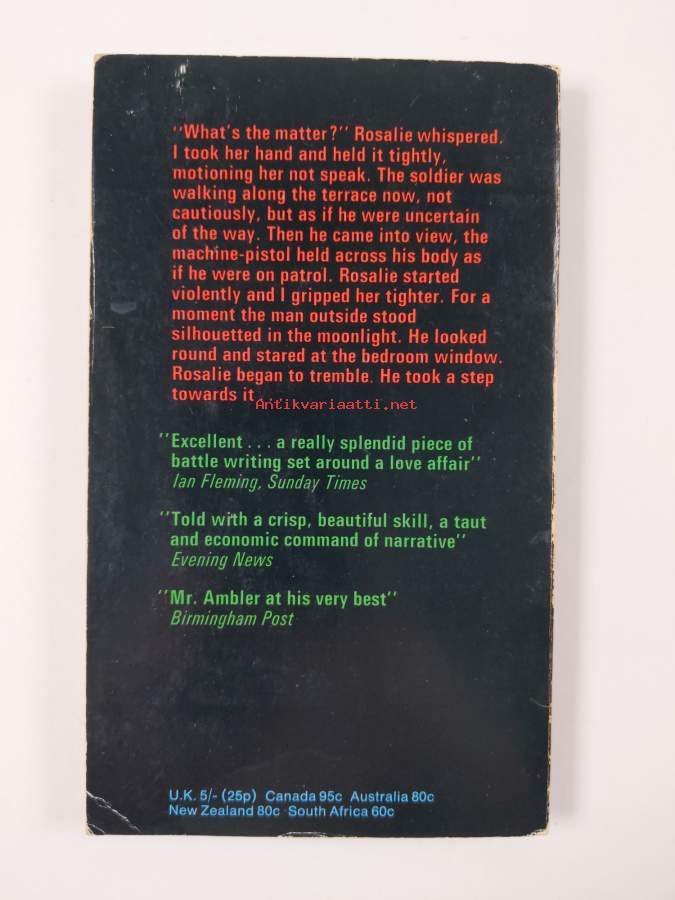 "What's the matter?" Rosalie whispered.
I took her hand and held it tightly,
motioning her not speak. The soldier was
walking along the terrace now, not
cautiously, but as if he were uncertain
of the way. Then he came into view, the
machine-pistol held across his body as
if he were on patrol. Rosalie started
violently and I gripped her tighter. For a
moment the man outside stood
silhouetted in the moonlight. He looked
round and stared at the bedroom window.
Rosalie began to tremble. He took a step
towards it
Antikvariaatti.net
"Excellent . . . a really splendid piece of
battle writing set around a love affair"
Ian Fleming, Sunday Times
"Told with a crisp, beautiful skill, a taut
and economic command of narrative"
Evening News
"Mr. Ambler at his very best"
Birmingham Post
U.K. 5/- (25p) Canada 95c Australia 80c
New Zealand 80c South Africa 60c